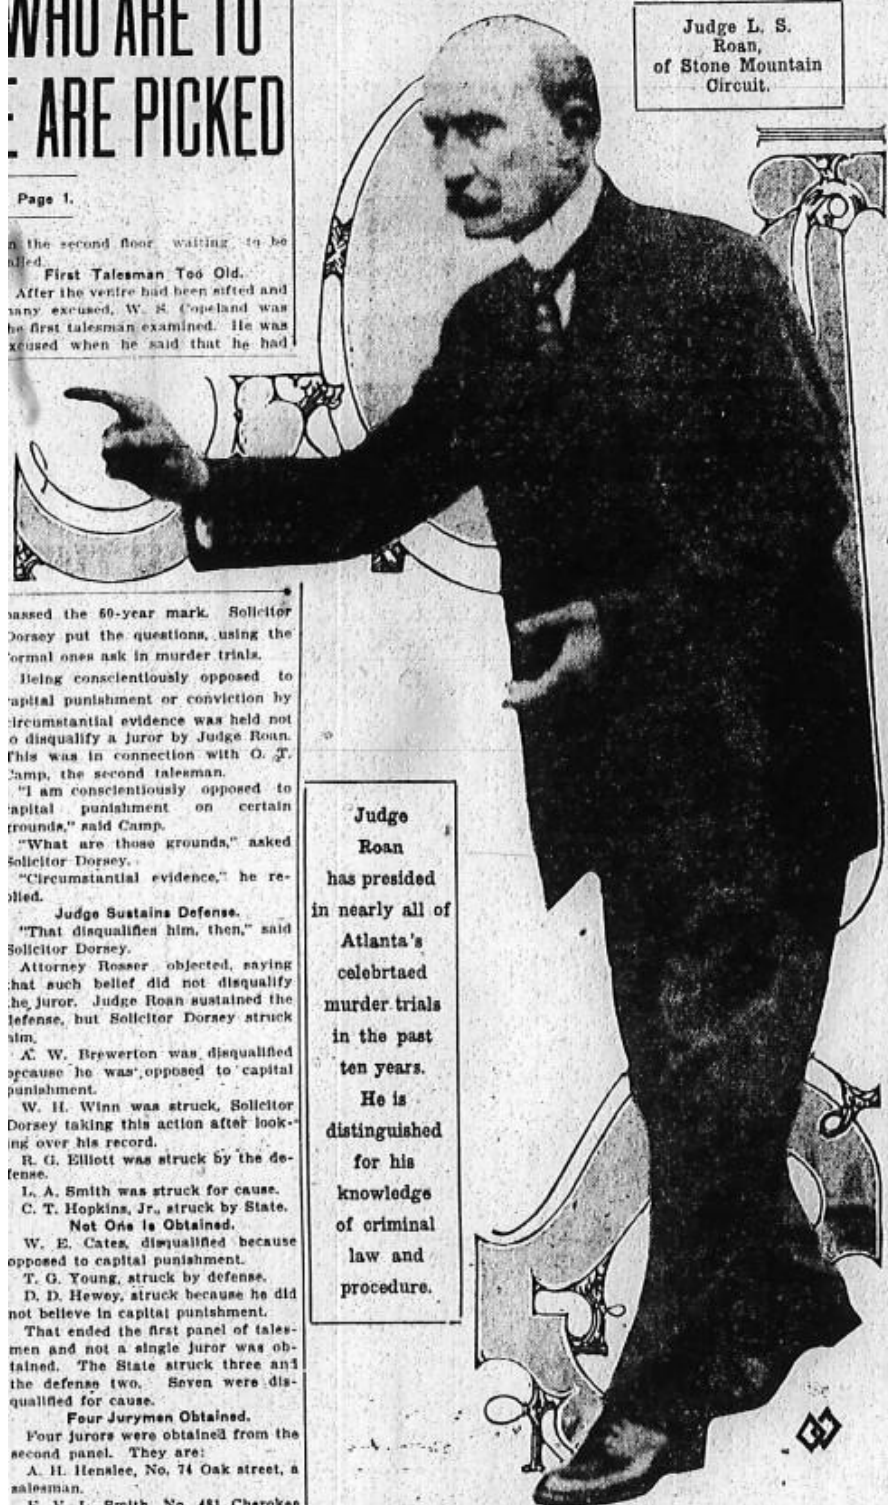 WHO ARE TO
E ARE PICKED
Page 1.
n the second floor waiting to be
alled.
First Talesman Too Old.
After the venire had been sifted and
many excused, W. S. Copeland was
he first talesman examined. He was
xcused when he said that he had
passed the 60-year mark. Solicitor
Dorsey put the questions, using the
formal ones ask in murder trials.
Being conscientiously opposed to
capital punishment or conviction by
circumstantial evidence was held not
o disqualify a juror by Judge Roan.
This was in connection with O. T.
Camp, the second talesman.
"I am conscientiously opposed to
capital punishment on certain
grounds," said Camp.
"What are those grounds," asked
Solicitor Dorsey.
"Circumstantial evidence," he re-
plied.
Judge Sustains Defense.
"That disqualifies him, then," said
Solicitor Dorsey.
Attorney Rosser objected, saying
that such belief did not disqualify
the juror. Judge Roan sustained the
defense, but Solicitor Dorsey struck
him.
A. W. Brewerton was disqualified
because he was opposed to capital
punishment.
W. H. Winn was struck, Solicitor
Dorsey taking this action after look-
ing over his record.
R. G. Elliott was struck by the de-
fense.
L. A. Smith was struck for cause.
C. T. Hopkins, Jr., struck by State.
Not One Is Obtained.
W. E. Cates, disqualified because
opposed to capital punishment.
T. G. Young, struck by defense.
D. D. Hewey, struck because he did
not believe in capital punishment.
That ended the first panel of tales-
men and not a single juror was ob-
tained. The State struck three and
the defense two. Seven were dis-
qualified for cause.
Four Jurymen Obtained.
Four jurors were obtained from the
second panel. They are:
A. H. Henslee, No. 74 Oak street, a
salesman.
L. Smith, No. 481 Cherokee
Judge L. S.
Roan,
of Stone Mountain
Circuit.
Judge
Roan
has presided
in nearly all of
Atlanta's
celebrtaed
murder trials
in the past
ten years.
He is
distinguished
for his
knowledge
of criminal
law and
procedure.